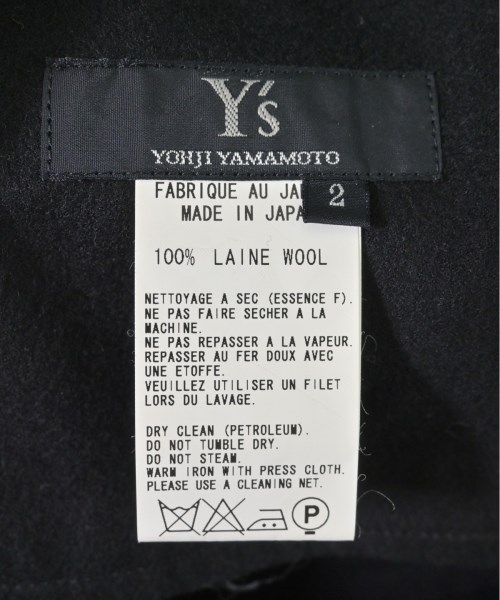 Y's
YOHJI YAMAMOTO
2
FABRIQUE AU
MADE IN
100% LAINE WOOL
NETTOYAGE A SEC (ESSENCE F).
NE PAS FAIRE SECHER A LA
MACHINE.
NE PAS REPASSER A LA VAPEUR.
REPASSER AU FER DOUX AVEC
UNE ETOFFE.
VEUILLEZ UTILISER UN FILET
LORS DU LAVAGE.
DRY CLEAN (PETROLEUM).
DO NOT TUMBLE DRY.
DO NOT STEAM.
WARM IRON WITH PRESS CLOTH.
PLEASE USE A CLEANING NET.
P